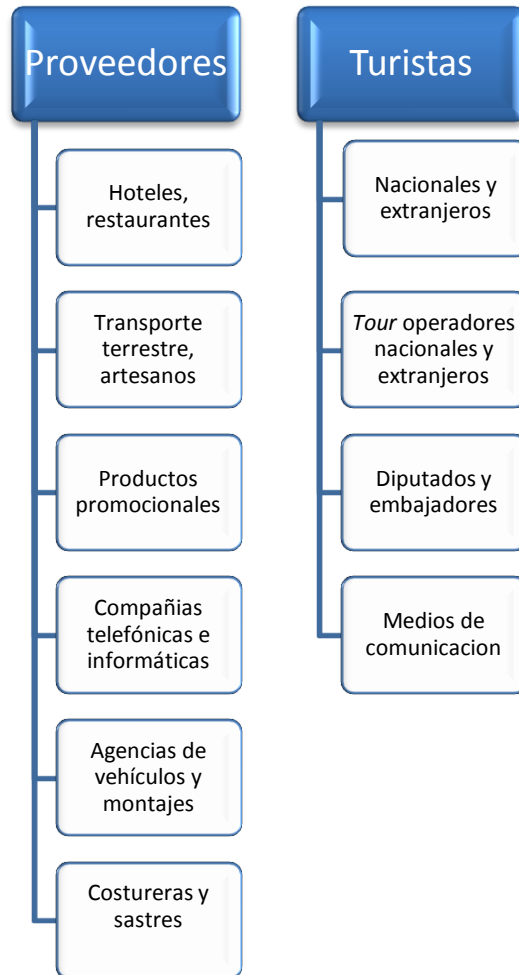 Proveedores
Hoteles,
restaurantes
Transporte
terrestre,
artesanos
Productos
promocionales
Compañias
telefónicas e
informáticas
Agencias de
vehículos y
montajes
Costureras y
sastres
Turistas
Nacionales y
extranjeros
Tour operadores
nacionales y
extranjeros
Diputados y
embajadores
Medios de
comunicacion